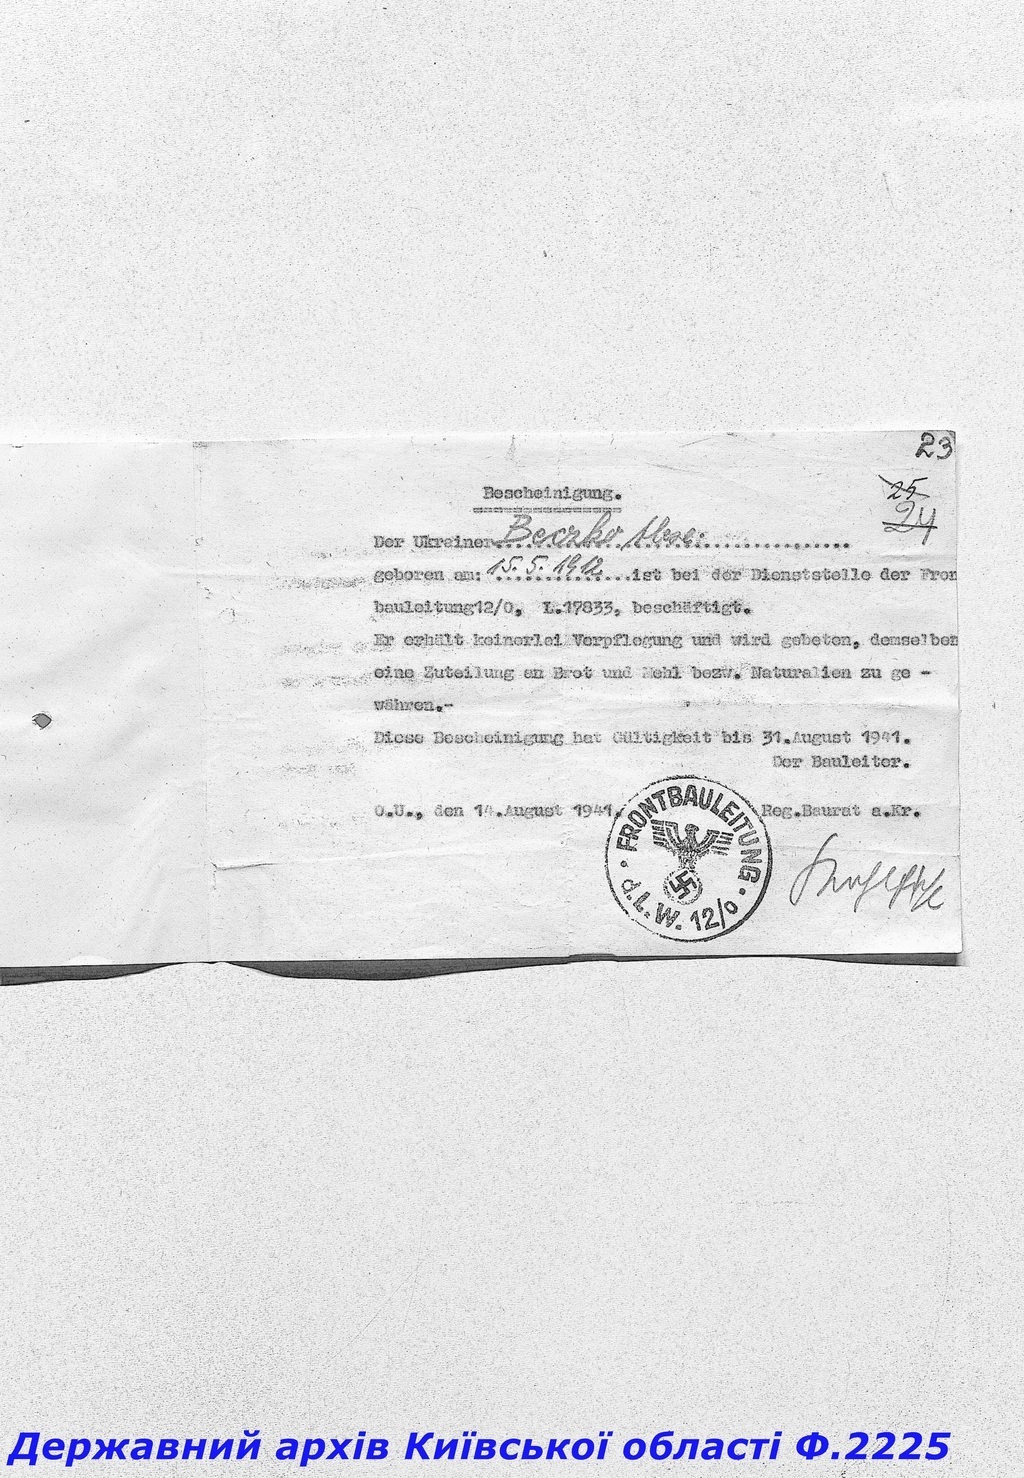 23
25
24
Bescheinigung.
Der Ukrainer Beczko
geboren am: 15.5.1912 ist bei der Dienststelle der Fron
bauleitung12/0, L.17833, beschäftigt.
Er erhält keinerlei Verpflegung und wird gebeten, demselben
eine Zuteilung an Brot und Mehl bezw. Naturalien zu ge -
währen.-
Diese Bescheinigung hat Gültigkeit bis 31.August 1941.
Der Bauleiter.
O.U., den 14.August 1941. Reg.Baurat a.Kr.
FRONTBAULEITUNG
d.L.W. 12/o
Державний архів Київської області Ф.2225